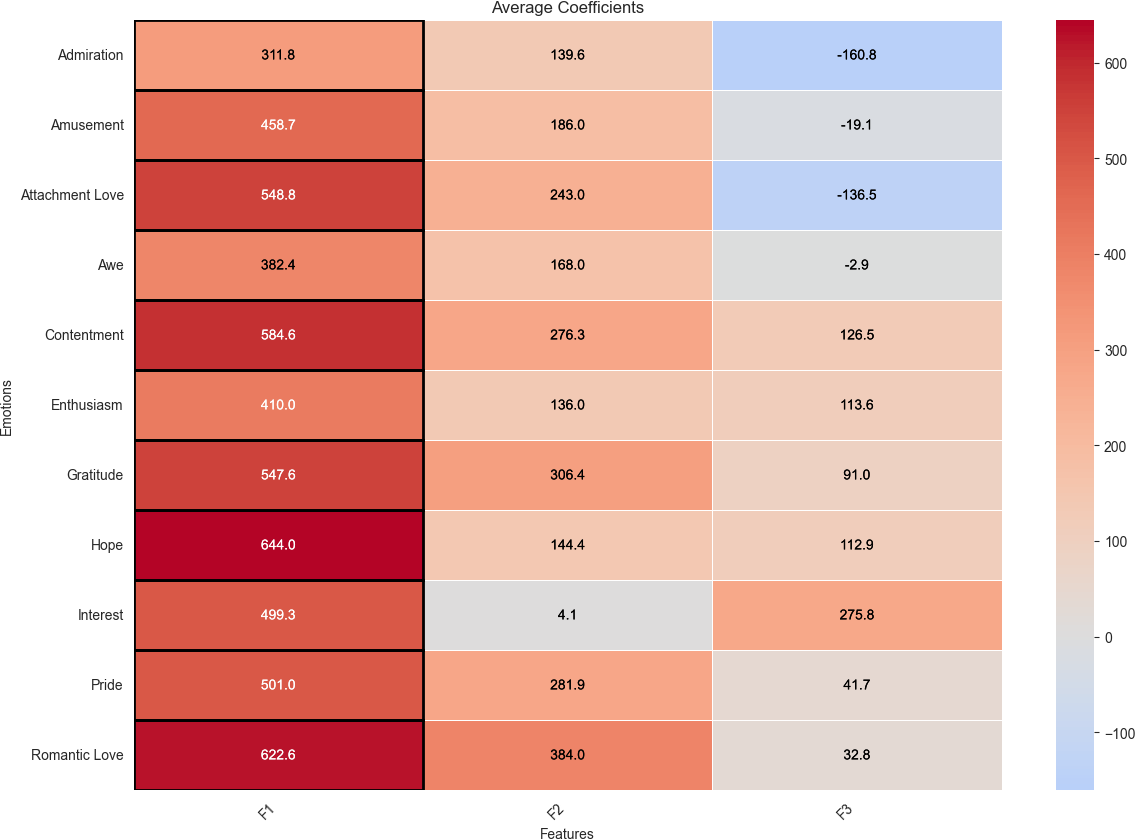 Average Coefficients
Admiration 311.8 139.6 -160.8
Amusement 458.7 186.0 -19.1
Attachment Love 548.8 243.0 -136.5
Awe 382.4 168.0 -2.9
Contentment 584.6 276.3 126.5
Enthusiasm 410.0 136.0 113.6
Gratitude 547.6 306.4 91.0
Hope 644.0 144.4 112.9
Interest 499.3 4.1 275.8
Pride 501.0 281.9 41.7
Romantic Love 622.6 384.0 32.8
F1 F2 F3
Features
Emotions
600
500
400
300
200
100
0
−100